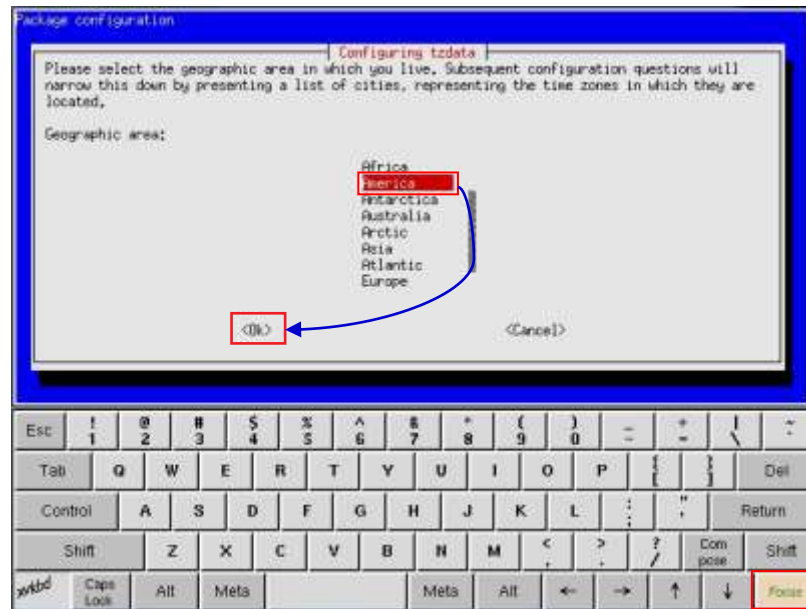 Package configuration
Configuring tzdata
Please select the geographic area in which you live. Subsequent configuration questions will
narrow this down by presenting a list of cities, representing the time zones in which they are
located.
Geographic area:
Africa
America
Antarctica
Australia
Arctic
Asia
Atlantic
Europe
<Ok> <Cancel>
Esc ! 1 @ 2 # 3 $ 4 % 5 ^ 6 & 7 * 8 ( 9 ) 0 _ - + = | \ ~ -
Tab Q W E R T Y U I O P { [ } ] Del
Control A S D F G H J K L : ; " ' Return
Shift Z X C V B N M < , > . ? / Com pose Shift
xvkbd Caps Lock Alt Meta Meta Alt ← → ↑ ↓ Focus